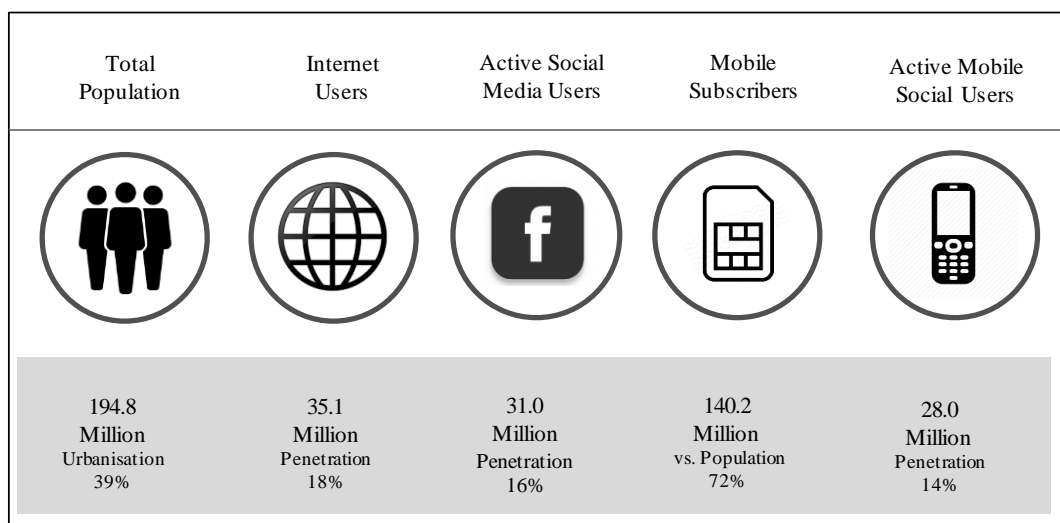 Total
Population
Internet
Users
Active Social
Media Users
Mobile
Subscribers
Active Mobile
Social Users
f
194.8
Million
Urbanisation
39%
35.1
Million
Penetration
18%
31.0
Million
Penetration
16%
140.2
Million
vs. Population
72%
28.0
Million
Penetration
14%